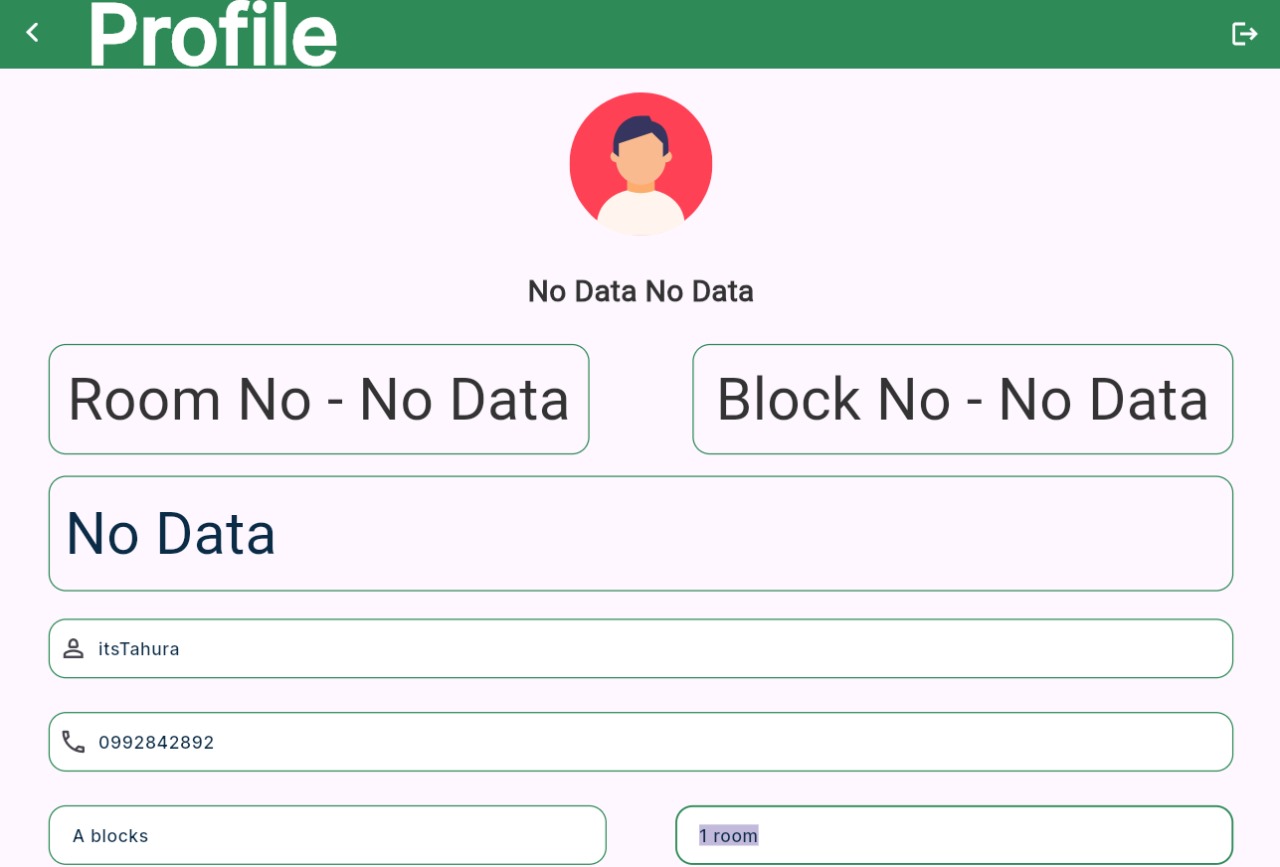 Profile
No Data No Data
Room No - No Data
Block No - No Data
No Data
itsTahura
0992842892
A blocks
1 room